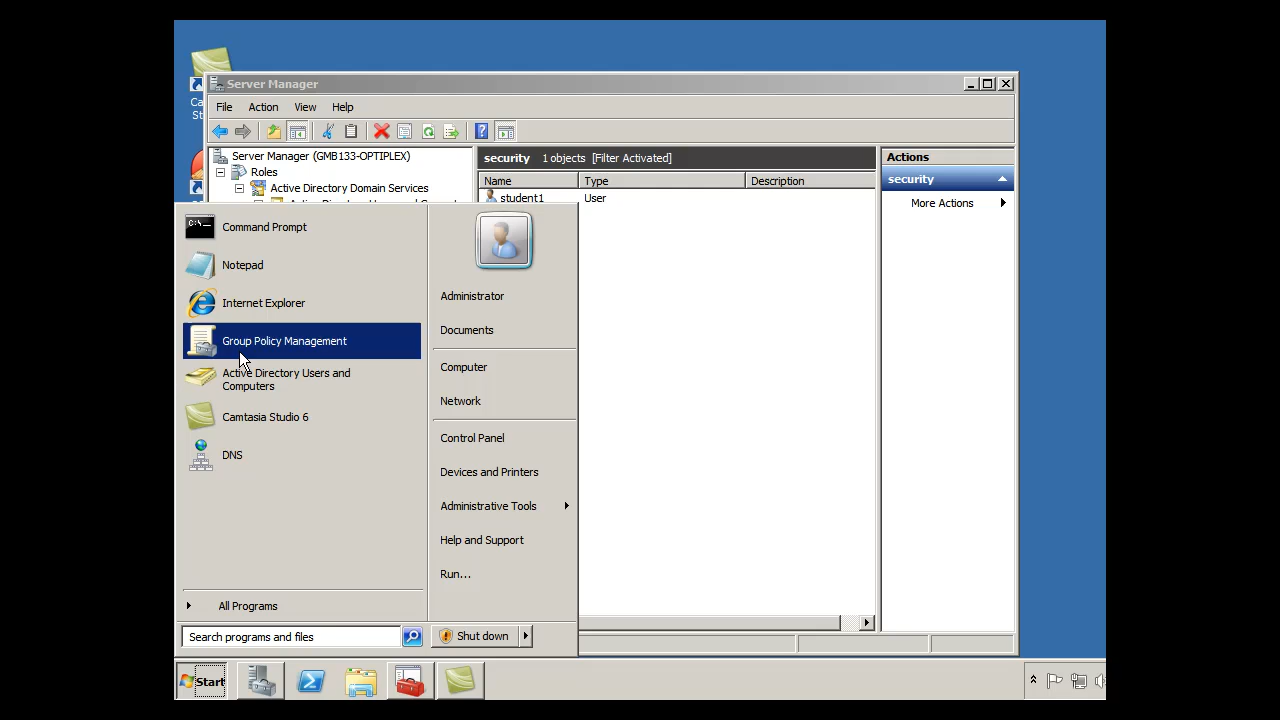 Ca
St
Server Manager
File Action View Help
Server Manager (GMB133-OPTIPLEX)
Roles
Active Directory Domain Services
security 1 objects [Filter Activated]
Name Type Description
student1 User
Actions
security
More Actions
Command Prompt
Notepad
Internet Explorer
Group Policy Management
Active Directory Users and
Computers
Camtasia Studio 6
DNS
All Programs
Search programs and files
Administrator
Documents
Computer
Network
Control Panel
Devices and Printers
Administrative Tools
Help and Support
Run...
Shut down
Start